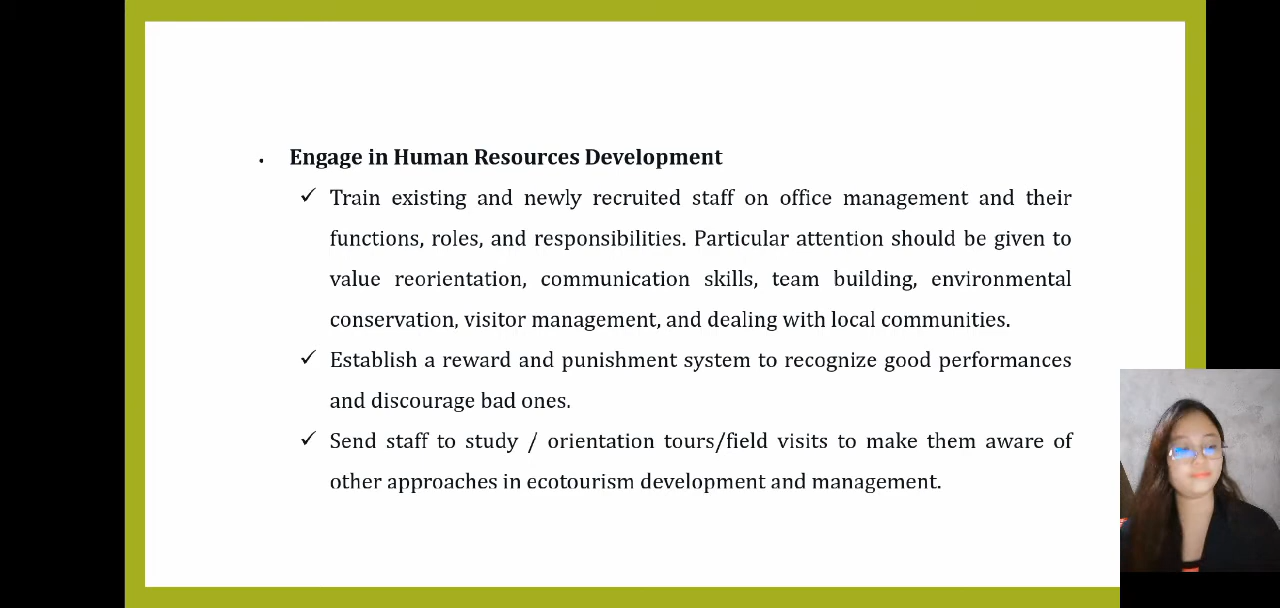 • Engage in Human Resources Development
✓ Train existing and newly recruited staff on office management and their
functions, roles, and responsibilities. Particular attention should be given to
value reorientation, communication skills, team building, environmental
conservation, visitor management, and dealing with local communities.
✓ Establish a reward and punishment system to recognize good performances
and discourage bad ones.
✓ Send staff to study / orientation tours/field visits to make them aware of
other approaches in ecotourism development and management.